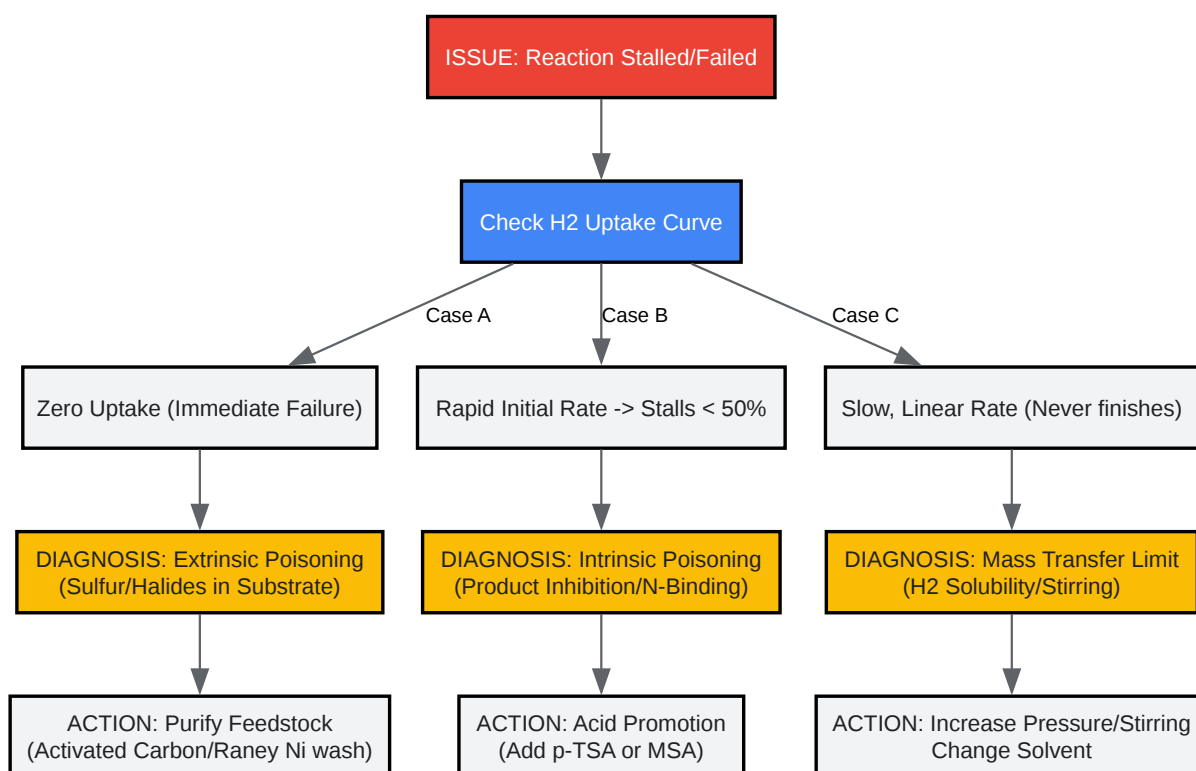 ISSUE: Reaction Stalled/Failed
Check H2 Uptake Curve
Case A
Case B
Case C
Zero Uptake (Immediate Failure)
Rapid Initial Rate -> Stalls < 50%
Slow, Linear Rate (Never finishes)
DIAGNOSIS: Extrinsic Poisoning
(Sulfur/Halides in Substrate)
DIAGNOSIS: Intrinsic Poisoning
(Product Inhibition/N-Binding)
DIAGNOSIS: Mass Transfer Limit
(H2 Solubility/Stirring)
ACTION: Purify Feedstock
(Activated Carbon/Raney Ni wash)
ACTION: Acid Promotion
(Add p-TSA or MSA)
ACTION: Increase Pressure/Stirring
Change Solvent